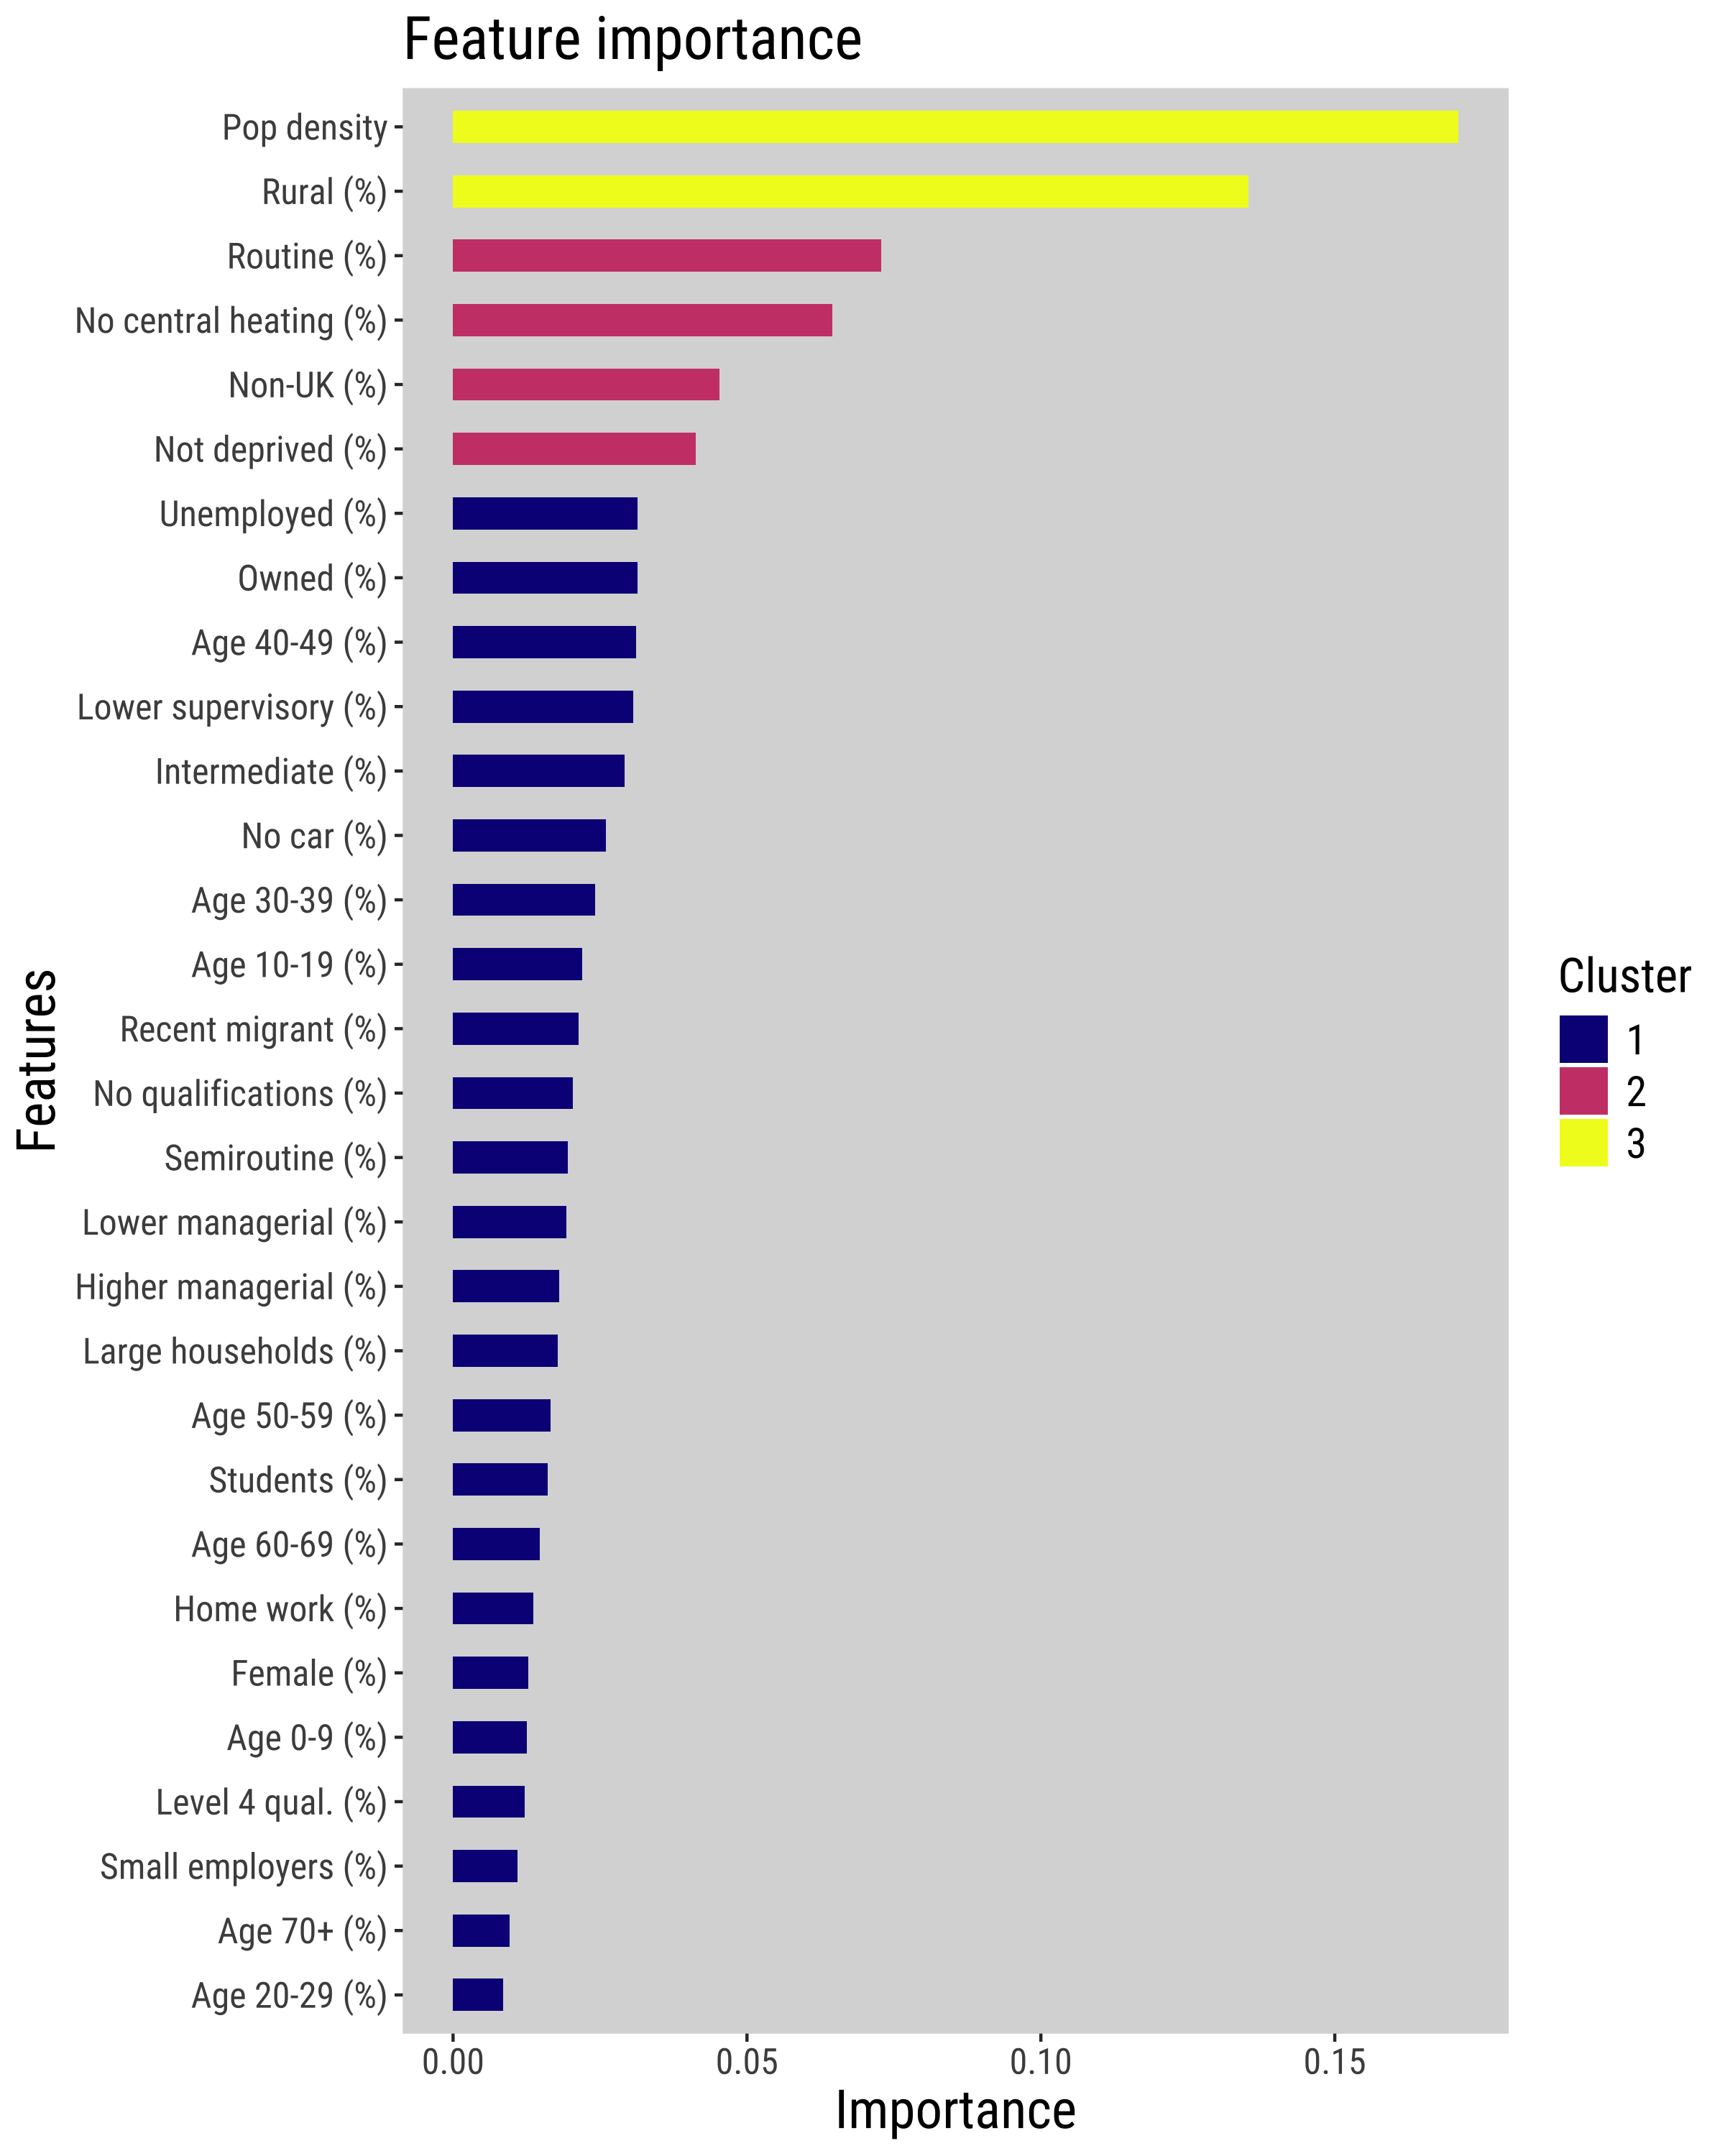 Feature importance
Pop density
Rural (%)
Routine (%)
No central heating (%)
Non-UK (%)
Not deprived (%)
Unemployed (%)
Owned (%)
Age 40-49 (%)
Lower supervisory (%)
Intermediate (%)
No car (%)
Age 30-39 (%)
Age 10-19 (%)
Recent migrant (%)
No qualifications (%)
Semiroutine (%)
Lower managerial (%)
Higher managerial (%)
Large households (%)
Age 50-59 (%)
Students (%)
Age 60-69 (%)
Home work (%)
Female (%)
Age 0-9 (%)
Level 4 qual. (%)
Small employers (%)
Age 70+ (%)
Age 20-29 (%)
Features
0.00 0.05 0.10 0.15
Importance
Cluster
1
2
3